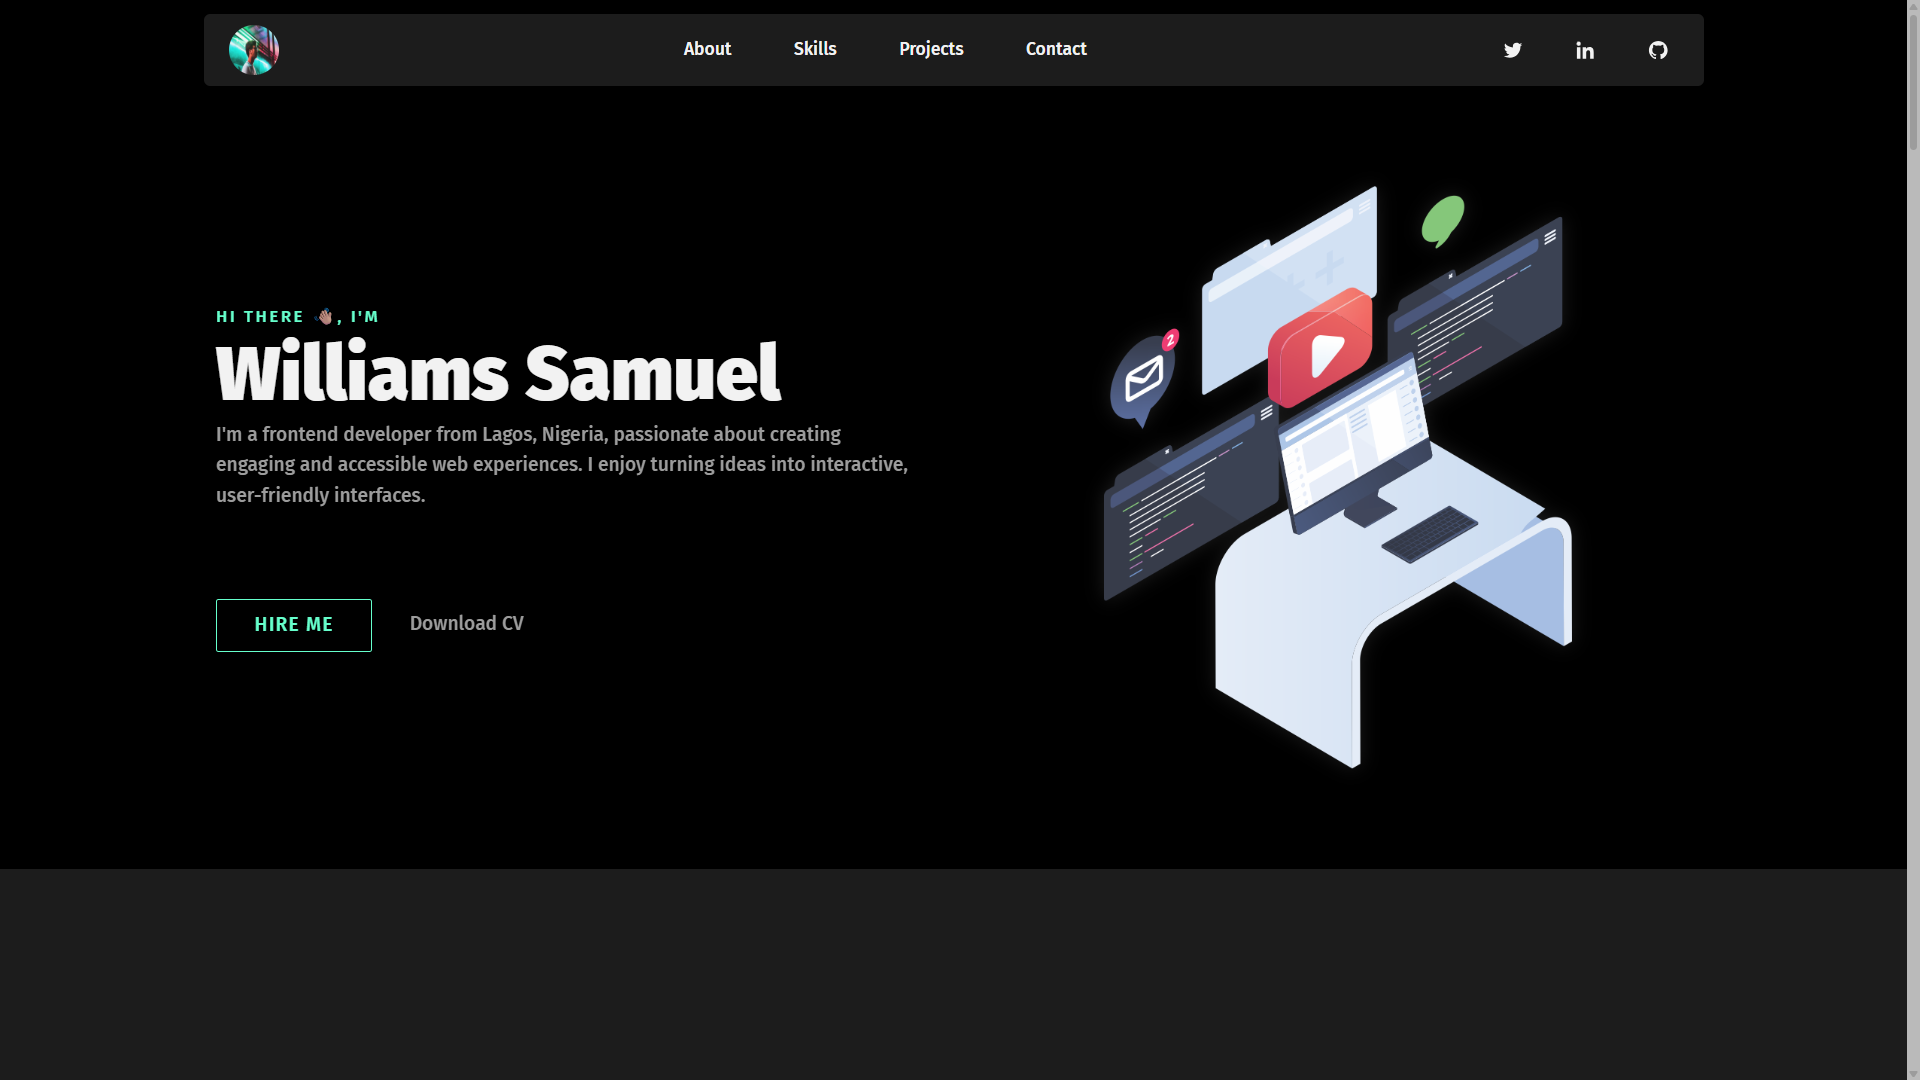 About
Skills
Projects
Contact
HI THERE 👋🏽, I'M
Williams Samuel
I'm a frontend developer from Lagos, Nigeria, passionate about creating
engaging and accessible web experiences. I enjoy turning ideas into interactive,
user-friendly interfaces.
HIRE ME
Download CV
2